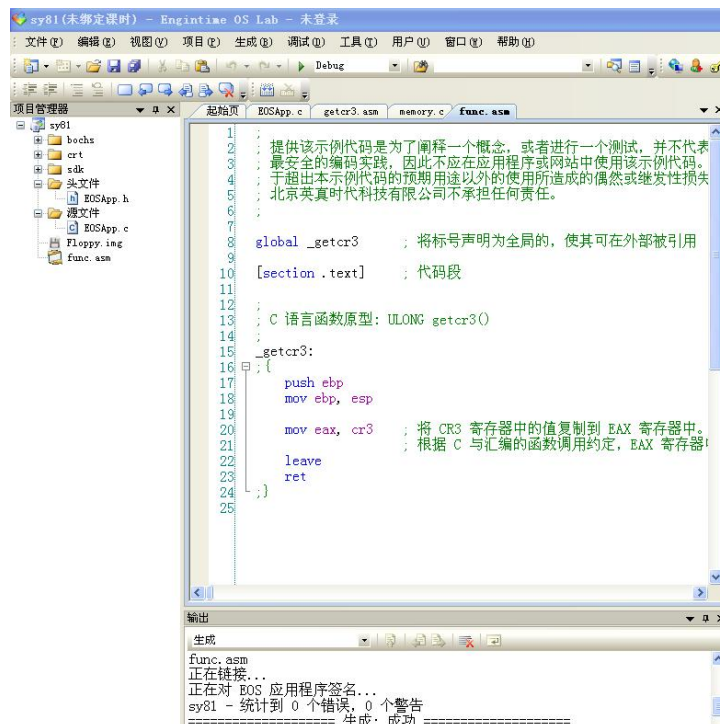 sy81(未绑定课时) - Engintime OS Lab - 未登录
文件(F) 编辑(E) 视图(V) 项目(P) 生成(B) 调试(D) 工具(T) 用户(U) 窗口(W) 帮助(H)
Debug
项目管理器
起始页 EOSApp.c getcr3.asm memory.c func.asm
sy81
bochs
crt
sdk
头文件
EOSApp.h
源文件
EOSApp.c
Floppy.img
func.asm
1 ;
2 ; 提供该示例代码是为了阐释一个概念，或者进行一个测试，并不代表
3 ; 最安全的编码实践，因此不应在应用程序或网站中使用该示例代码。
4 ; 于超出本示例代码的预期用途以外的使用所造成的偶然或继发性损失
5 ; 北京英真时代科技有限公司不承担任何责任。
6 ;
7
8 global _getcr3 ; 将标号声明为全局的，使其可在外部被引用
9
10 [section .text] ; 代码段
11
12 ;
13 ; C 语言函数原型: ULONG getcr3()
14 ;
15 _getcr3:
16 ;{
17 push ebp
18 mov ebp, esp
19
20 mov eax, cr3 ; 将 CR3 寄存器中的值复制到 EAX 寄存器中。
21 ; 根据 C 与汇编的函数调用约定，EAX 寄存器
22 leave
23 ret
24 ;}
25
输出
生成
func.asm
正在链接...
正在对 EOS 应用程序签名...
sy81 - 统计到 0 个错误，0 个警告
=================== 生成: 成功 ===================